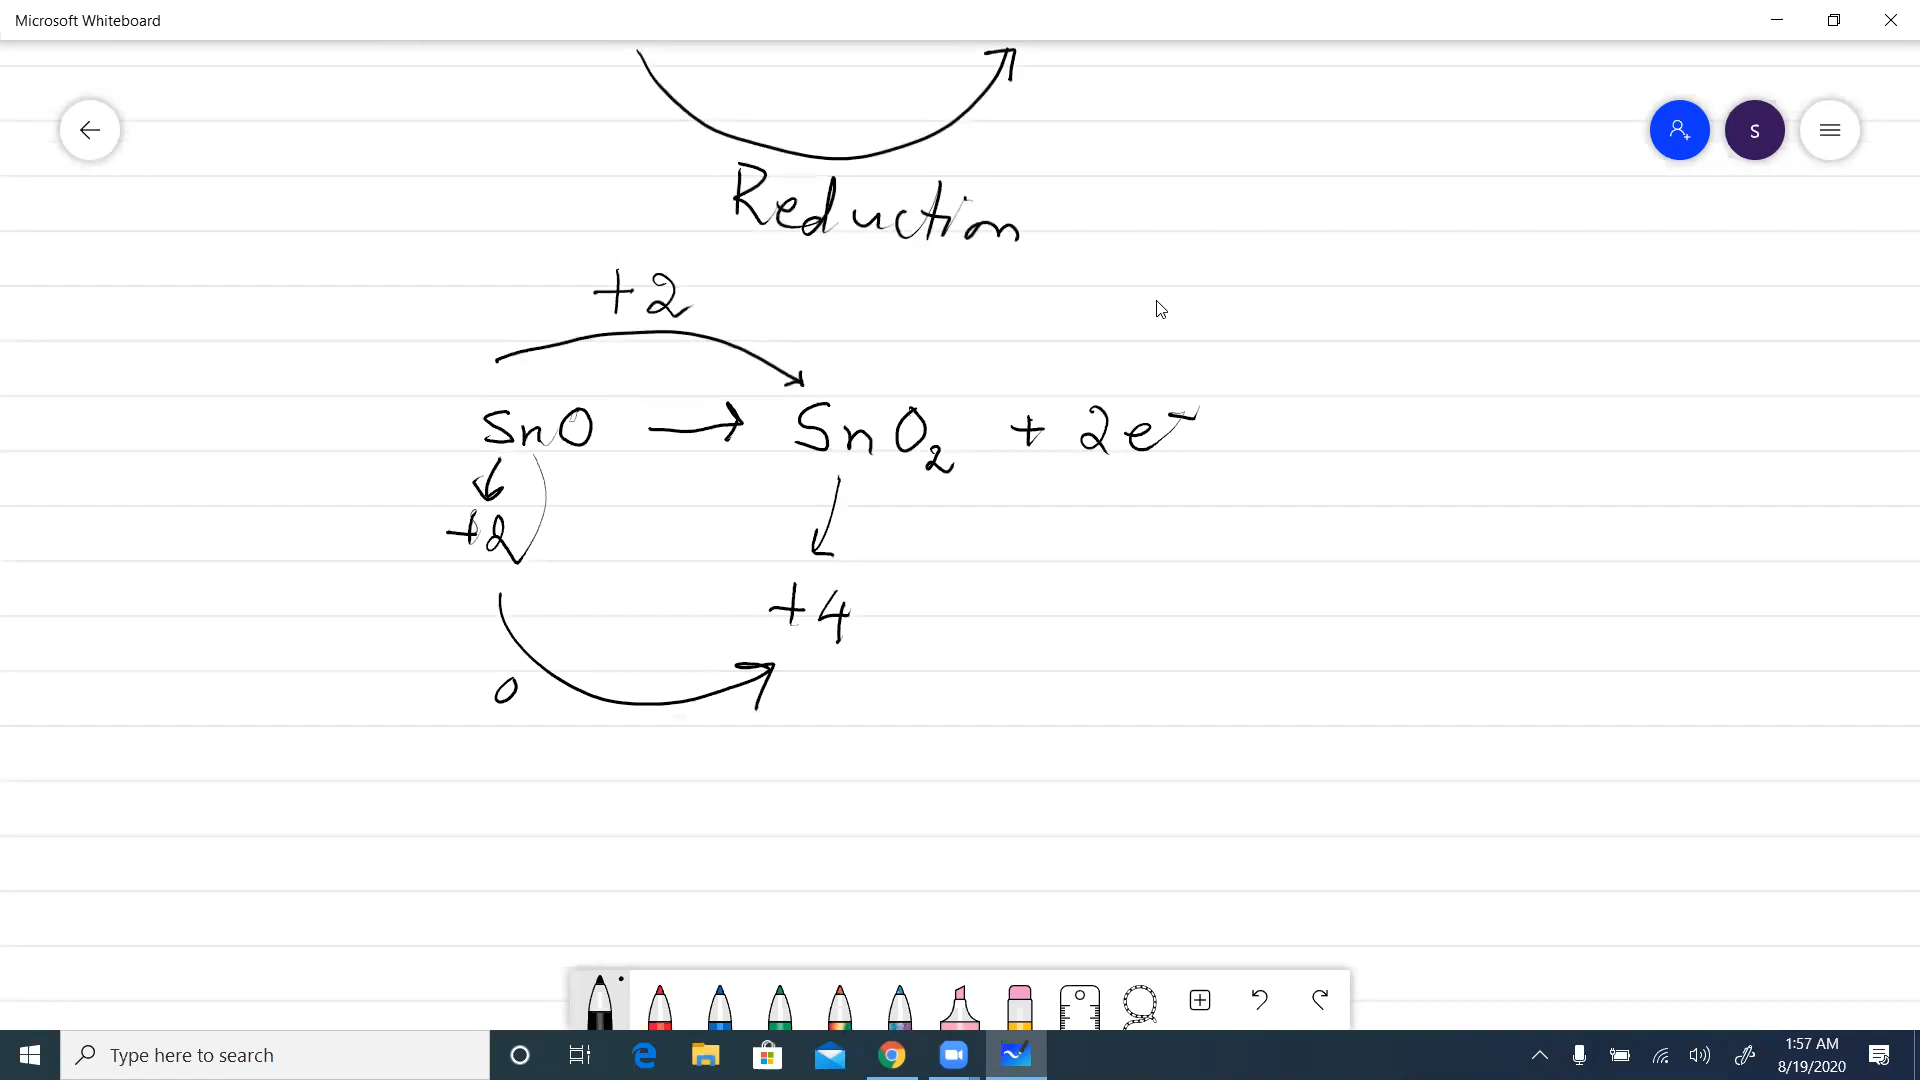 Microsoft Whiteboard
S
Reduction
+2
SnO → SnO₂ + 2e⁻
+2
+4
o
Type here to search
1:57 AM
8/19/2020